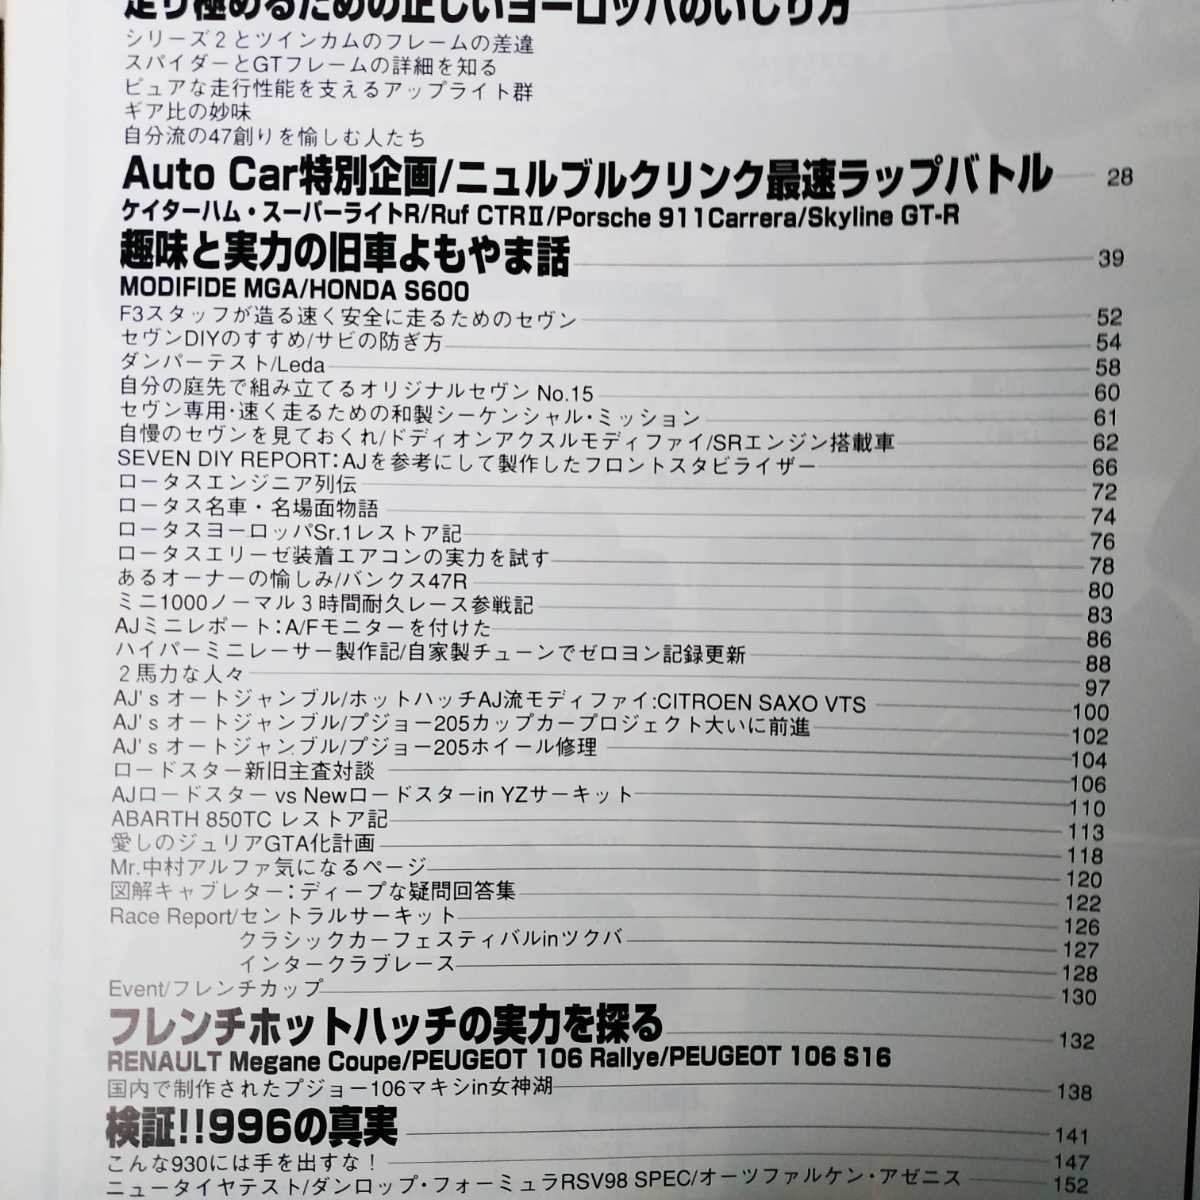 走り極めるための正しいヨーロッパのいじり方
シリーズ2とツインカムのフレームの差違
スパイダーとGTフレームの詳細を知る
ピュアな走行性能を支えるアップライト群
ギア比の妙味
自分流の47創りを愉しむ人たち
Auto Car特別企画/ニュルブルクリンク最速ラップバトル 28
ケイターハム・スーパーライトR/Ruf CTRⅡ/Porsche 911Carrera/Skyline GT-R
趣味と実力の旧車よもやま話 39
MODIFIDE MGA/HONDA S600
F3スタッフが造る速く安全に走るためのセヴン 52
セヴンDIYのすすめ/サビの防ぎ方 54
ダンパーテスト/Leda 58
自分の庭先で組み立てるオリジナルセヴン No.15 60
セヴン専用・速く走るための和製シーケンシャル・ミッション 61
自慢のセヴンを見ておくれ/ドディオンアクスルモディファイ/SRエンジン搭載車 62
SEVEN DIY REPORT:AJを参考にして製作したフロントスタビライザー 66
ロータスエンジニア列伝 72
ロータス名車・名場面物語 74
ロータスヨーロッパSr.1レストア記 76
ロータスエリーゼ装着エアコンの実力を試す 78
あるオーナーの愉しみ/バンクス47R 80
ミニ1000ノーマル3時間耐久レース参戦記 83
AJミニレポート:A/Fモニターを付けた 86
ハイパーミニレーサー製作記/自家製チューンでゼロヨン記録更新 88
2馬力な人々 97
AJ's オートジャンブル/ホットハッチAJ流モディファイ:CITROEN SAXO VTS 100
AJ's オートジャンブル/プジョー205カップカープロジェクト大いに前進 102
AJ's オートジャンブル/プジョー205ホイール修理 104
ロードスター新旧主査対談 106
AJロードスター vs Newロードスターin YZサーキット 110
ABARTH 850TC レストア記 113
愛しのジュリアGTA化計画 118
Mr.中村アルファ気になるページ 120
図解キャブレター:ディープな疑問回答集 122
Race Report/セントラルサーキット 126
クラシックカーフェスティバルinツクバ 127
インタークラブレース 128
Event/フレンチカップ 130
フレンチホットハッチの実力を探る 132
RENAULT Megane Coupe/PEUGEOT 106 Rallye/PEUGEOT 106 S16
国内で制作されたプジョー106マキシin女神湖 138
検証!!996の真実 141
こんな930には手を出すな! 147
ニュータイヤテスト/ダンロップ・フォーミュラRSV98 SPEC/オーツファルケン・アゼニス 152